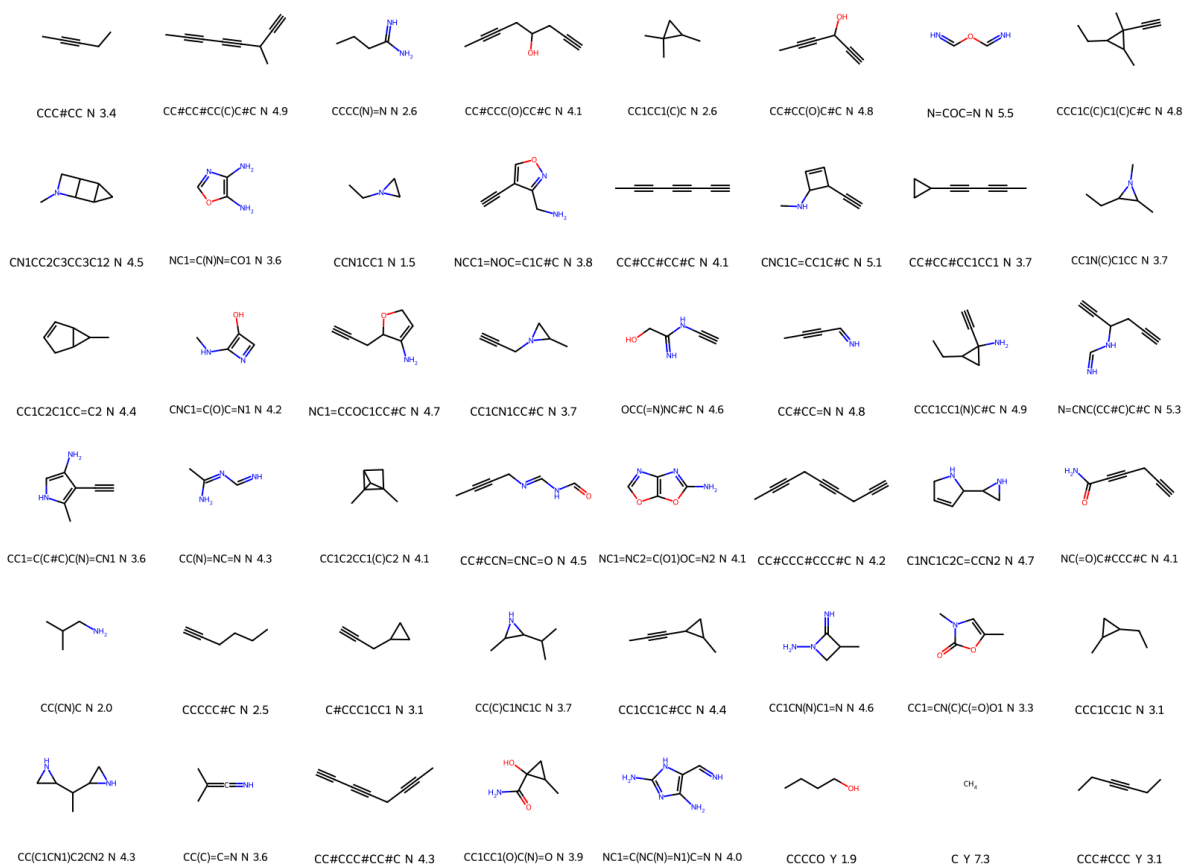 CCC#CC N 3.4
CC#CC#CC(C)C#C N 4.9
CCCC(N)=N N 2.6
CC#CCC(O)CC#C N 4.1
CC1CC1(C)C N 2.6
CC#CC(O)C#C N 4.8
N=COC=N N 5.5
CCC1C(C)C1(C)C#C N 4.8
CN1CC2C3CC3C12 N 4.5
NC1=C(N)N=CO1 N 3.6
CCN1CC1 N 1.5
NCC1=NOC=C1C#C N 3.8
CC#CC#CC#C N 4.1
CNC1C=CC1C#C N 5.1
CC#CC#CC1CC1 N 3.7
CC1N(C)C1CC N 3.7
CC1C2C1CC=C2 N 4.4
CNC1=C(O)C=N1 N 4.2
NC1=CCOC1CC#C N 4.7
CC1CN1CC#C N 3.7
OCC(=N)NC#C N 4.6
CC#CC=N N 4.8
CCC1CC1(N)C#C N 4.9
N=CNC(CC#C)C#C N 5.3
CC1=C(C#C)C(N)=CN1 N 3.6
CC(N)=NC=N N 4.3
CC1C2CC1(C)C2 N 4.1
CC#CCN=CNC=O N 4.5
NC1=NC2=C(O1)OC=N2 N 4.1
CC#CCC#CCC#C N 4.2
C1NC1C2C=CCN2 N 4.7
NC(=O)C#CCC#C N 4.1
CC(CN)C N 2.0
CCCCC#C N 2.5
C#CCC1CC1 N 3.1
CC(C)C1NC1C N 3.7
CC1CC1C#CC N 4.4
CC1CN(N)C1=N N 4.6
CC1=CN(C)C(=O)O1 N 3.3
CCC1CC1C N 3.1
CC(C1CN1)C2CN2 N 4.3
CC(C)=C=N N 3.6
CC#CCC#CC#C N 4.3
CC1CC1(O)C(N)=O N 3.9
NC1=C(NC(N)=N1)C=N N 4.0
CCCCO Y 1.9
C Y 7.3
CCC#CCC Y 3.1